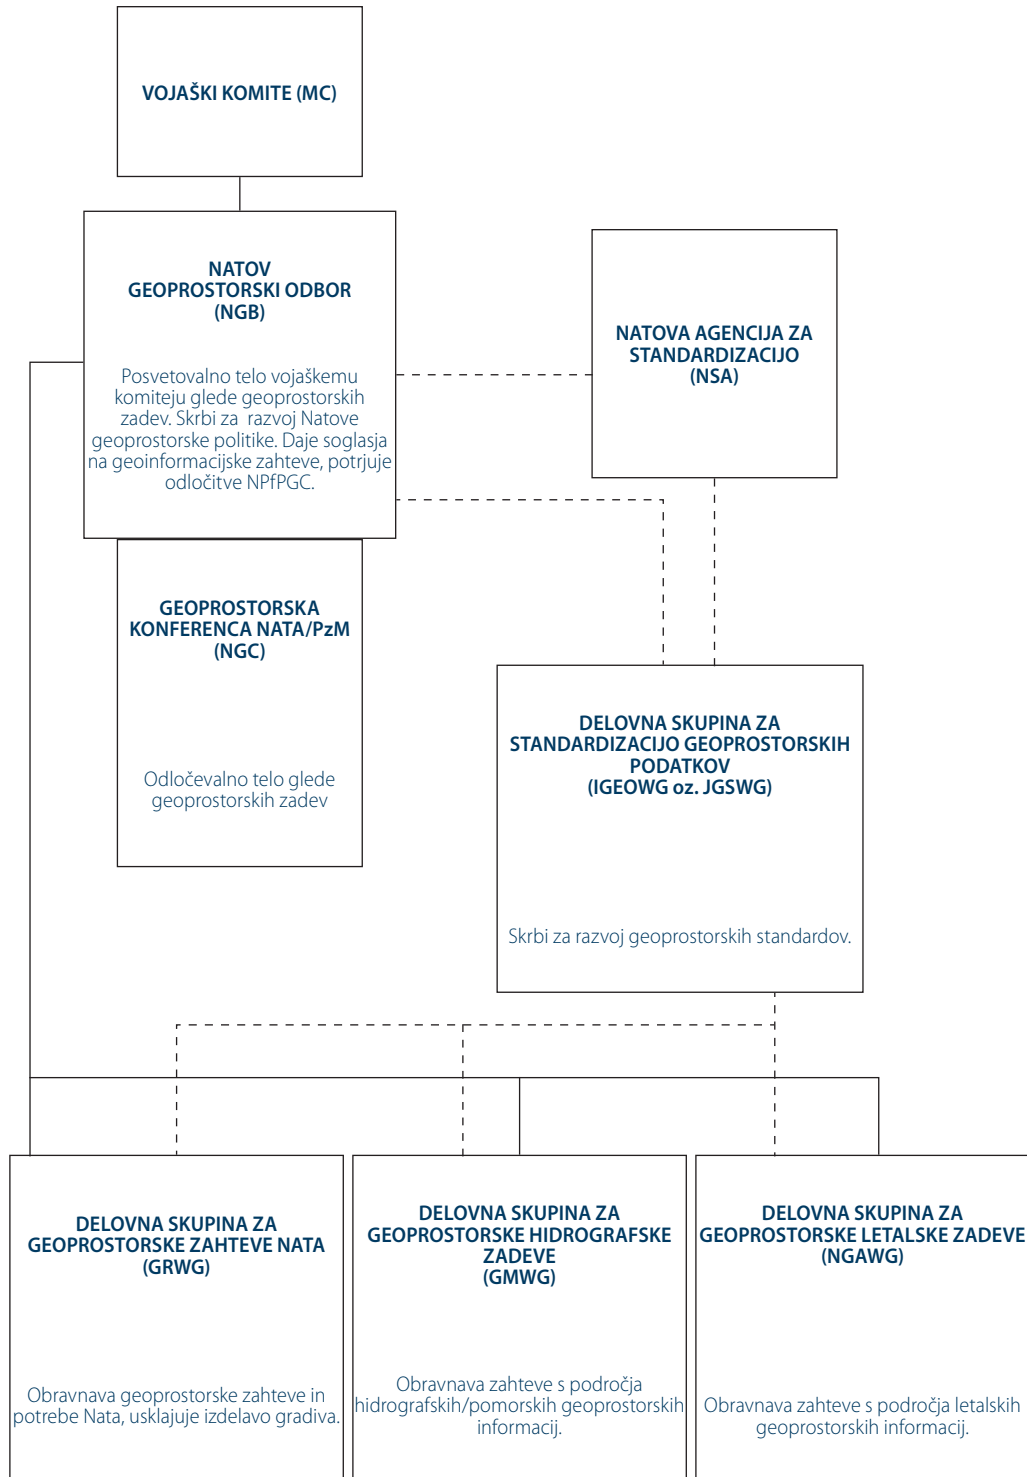 VOJAŠKI KOMITE (MC)
NATOV
GEOPROSTORSKI ODBOR
(NGB)
Posvetovalno telo vojaškemu
komiteju glede geoprostorskih
zadev. Skrbi za razvoj Natove
geoprostorske politike. Daje soglasja
na geoinformacijske zahteve, potrjuje
odločitve NPfPGC.
NATOVA AGENCIJA ZA
STANDARDIZACIJO
(NSA)
GEOPROSTORSKA
KONFERENCA NATA/PzM
(NGC)
Odločevalno telo glede
geoprostorskih zadev
DELOVNA SKUPINA ZA
STANDARDIZACIJO GEOPROSTORSKIH
PODATKOV
(IGEOWG oz. JGSWG)
Skrbi za razvoj geoprostorskih standardov.
DELOVNA SKUPINA ZA
GEOPROSTORSKE ZAHTEVE NATA
(GRWG)
Obravnava geoprostorske zahteve in
potrebe Nata, usklajuje izdelavo gradiva.
DELOVNA SKUPINA ZA
GEOPROSTORSKE HIDROGRAFSKE
ZADEVE
(GMWG)
Obravnava zahteve s področja
hidrografskih/pomorskih geoprostorskih
informacij.
DELOVNA SKUPINA ZA
GEOPROSTORSKE LETALSKE ZADEVE
(NGAWG)
Obravnava zahteve s področja letalskih
geoprostorskih informacij.